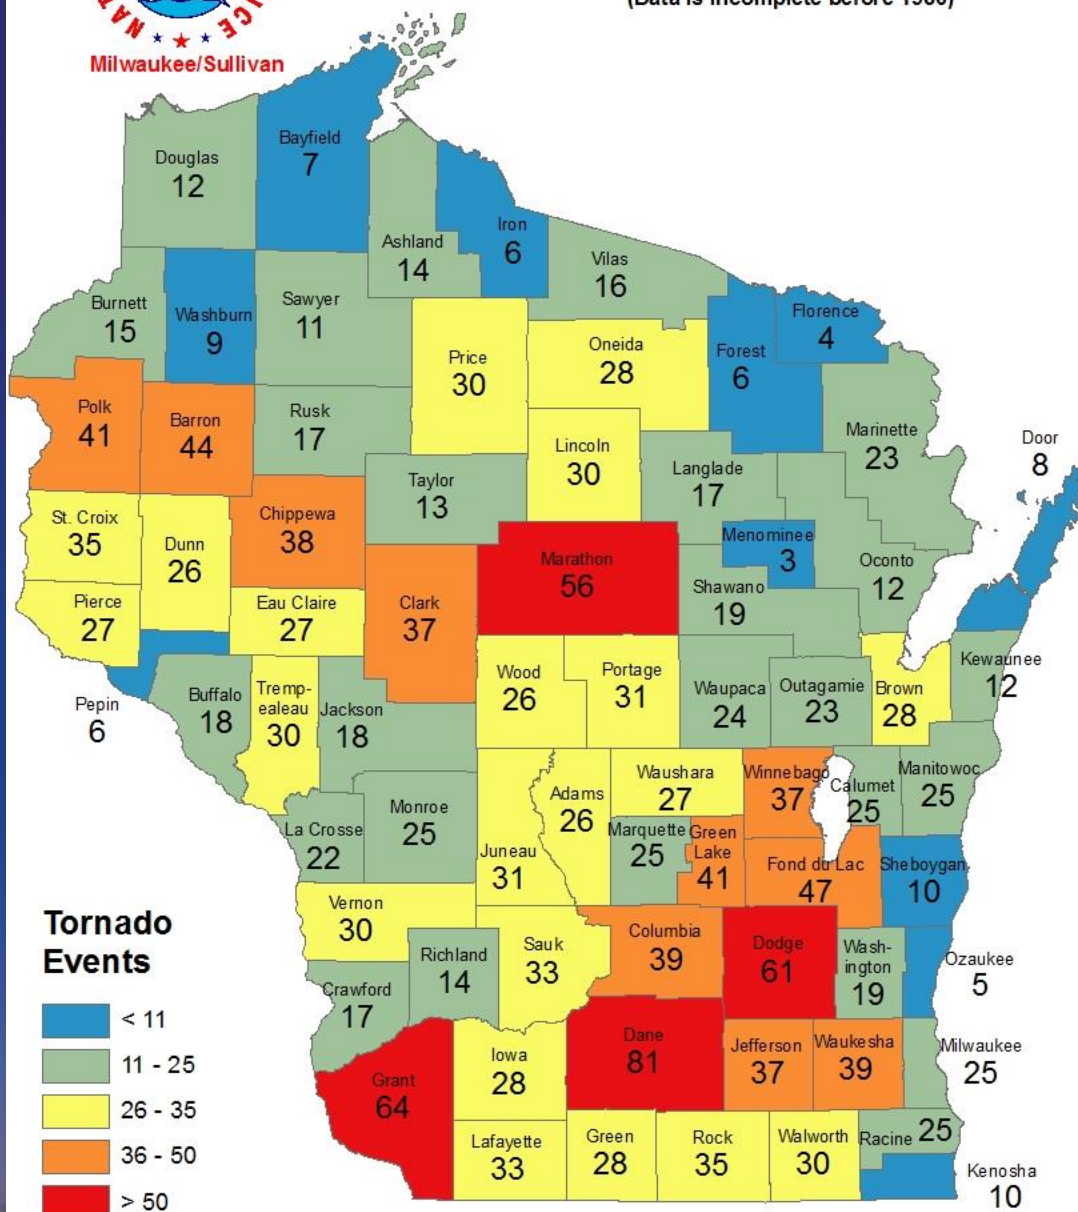 (Data is incomplete before 1960)
Milwaukee/Sullivan
Bayfield
7
Douglas
12
Iron
6
Ashland
14
Vilas
16
Burnett
15
Washburn
9
Sawyer
11
Florence
4
Price
30
Oneida
28
Forest
6
Polk
41
Barron
44
Rusk
17
Marinette
23
Door
8
Lincoln
30
Langlade
17
Taylor
13
St. Croix
35
Chippewa
38
Dunn
26
Menominee
3
Marathon
56
Oconto
12
Shawano
19
Pierce
27
Eau Claire
27
Clark
37
Kewaunee
12
Wood
26
Portage
31
Waupaca
24
Outagamie
23
Brown
28
Pepin
6
Buffalo
18
Tremp-
ealeau
30
Jackson
18
Waushara
27
Winnebago
37
Calumet
25
Manitowoc
25
Adams
26
Monroe
25
La Crosse
22
Marquette
25
Green
Lake
41
Juneau
31
Fond du Lac
47
Sheboygan
10
Vernon
30
Columbia
39
Dodge
61
Wash-
ington
19
Richland
14
Sauk
33
Ozaukee
5
Crawford
17
Dane
81
Jefferson
37
Waukesha
39
Milwaukee
25
Iowa
28
Grant
64
Lafayette
33
Green
28
Rock
35
Walworth
30
Racine 25
Kenosha
10
Tornado
Events
< 11
11 - 25
26 - 35
36 - 50
> 50